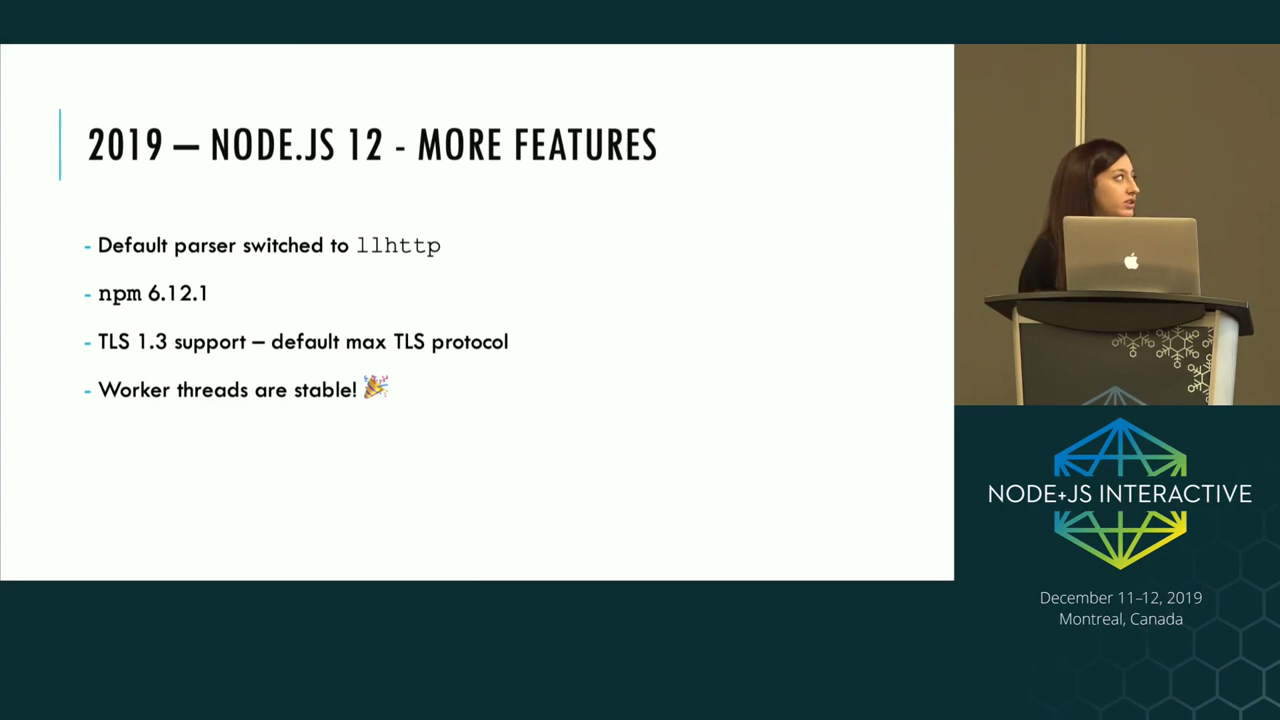 2019 – NODE.JS 12 - MORE FEATURES
- Default parser switched to llhttp
- npm 6.12.1
- TLS 1.3 support – default max TLS protocol
- Worker threads are stable! 🎉
NODE+JS INTERACTIVE
December 11–12, 2019
Montreal, Canada